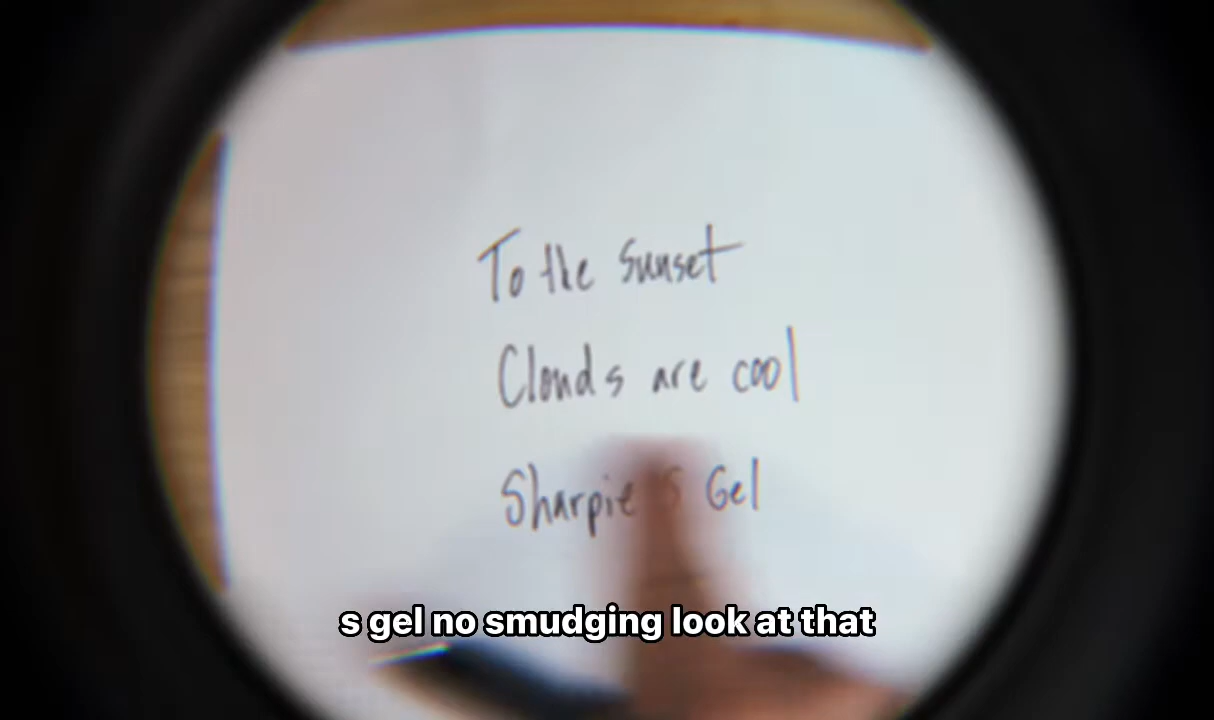 To the sunset
Clouds are cool
Sharpie S Gel
s gel no smudging look at that